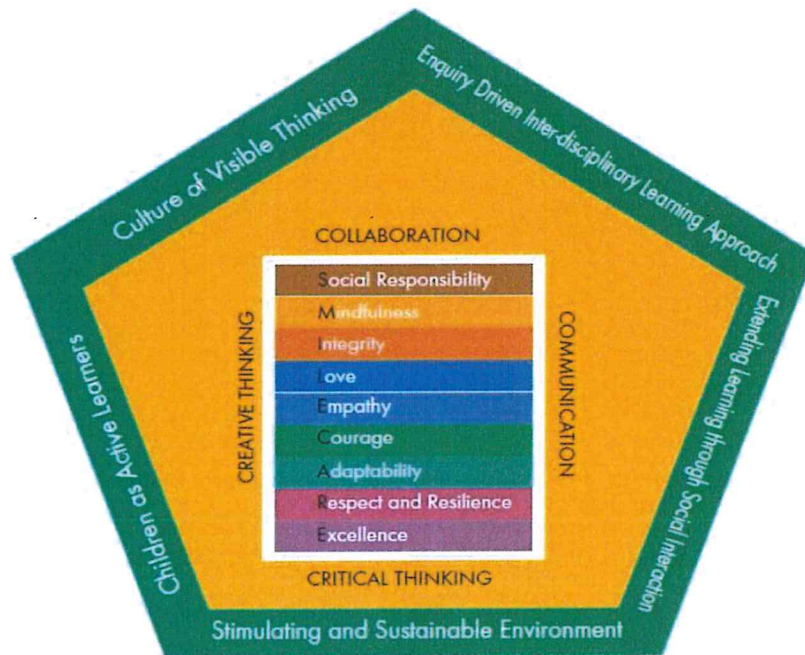 Culture of Visible Thinking
Enquiry Driven Inter-disciplinary Learning Approach
COLLABORATION
CREATIVE THINKING
Social Responsibility
Mindfulness
Integrity
Love
Empathy
Courage
Adaptability
Respect and Resilience
Excellence
COMMUNICATION
CRITICAL THINKING
Children as Active Learners
Extending Learning through Social Interaction
Stimulating and Sustainable Environment